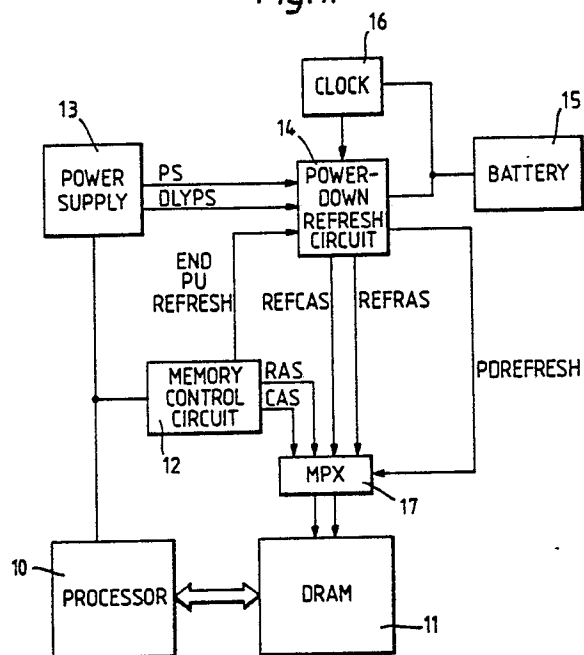 16
CLOCK
13
14
15
POWER
SUPPLY
PS
DLYPS
POWER-
DOWN
REFRESH
CIRCUIT
BATTERY
END
PU
REFRESH
REFCAS
REFRAS
PDREFRESH
MEMORY
CONTROL
CIRCUIT
RAS
CAS
12
MPX
17
10
PROCESSOR
DRAM
11